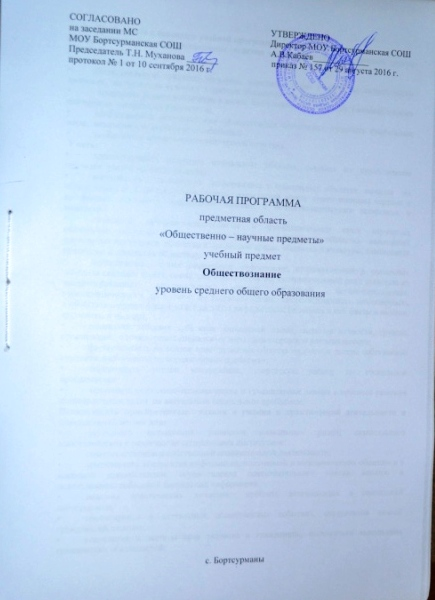 СОГЛАСОВАНО
на заседании МС
МОУ Бортсурманская СОШ
Председатель Т.Н. Муханова
протокол № 1 от 10 сентября 2016 г.
УТВЕРЖДЕНО
Директор МОУ Бортсурманская СОШ
А.В.Кабаев
приказ № 152 от 29 августа 2016 г.
РАБОЧАЯ ПРОГРАММА
предметная область
«Общественно – научные предметы»
учебный предмет
Обществознание
уровень среднего общего образования
с. Бортсурманы